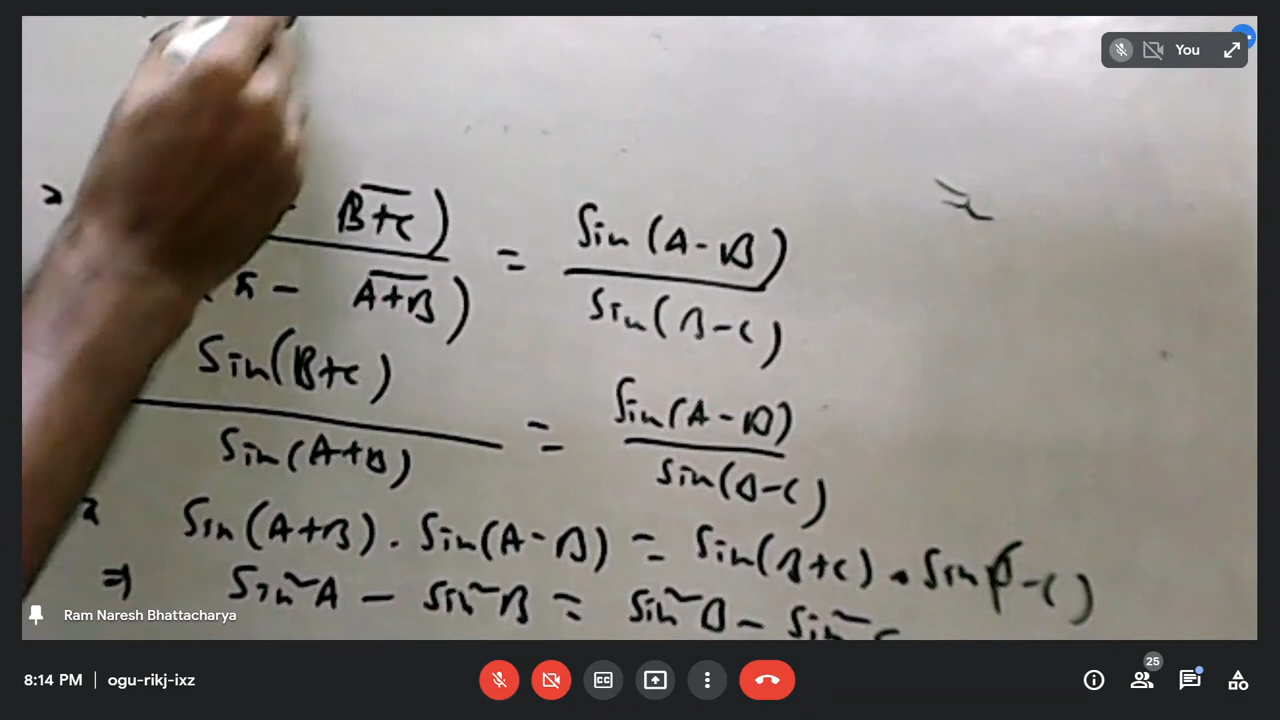 You
B+c) / π - A+B) = Sin(A-B) / Sin(B-C)
Sin(B+c) / Sin(A+B) = Sin(A-B) / Sin(B-C)
Sin(A+B) . Sin(A-B) = Sin(B+c) . Sin(B-C)
⇒ Sin²A - Sin²B = Sin²B - Sin²
Ram Naresh Bhattacharya
8:14 PM | ogu-rikj-ixz
25